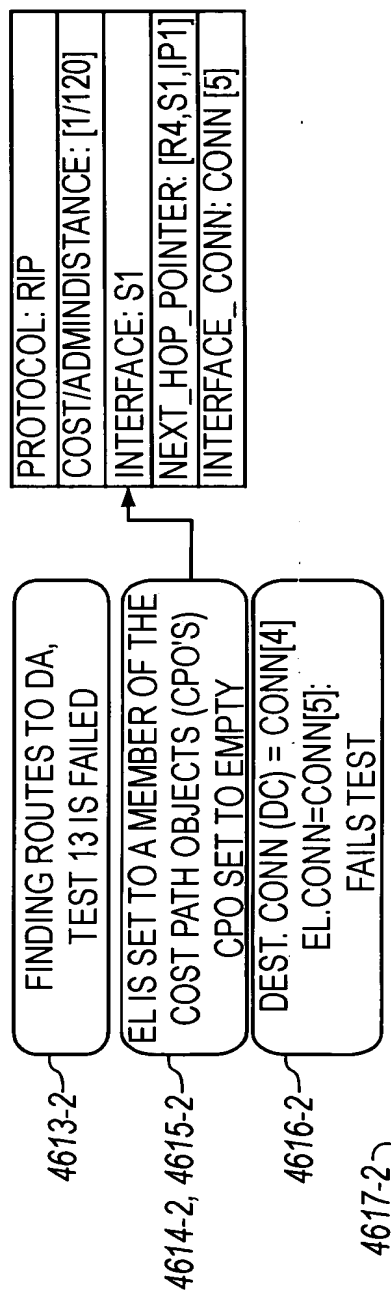 4613-2
FINDING ROUTES TO DA,
TEST 13 IS FAILED
4614-2, 4615-2
EL IS SET TO A MEMBER OF THE
COST PATH OBJECTS (CPO'S)
CPO SET TO EMPTY
PROTOCOL: RIP
COST/ADMINDISTANCE: [1/120]
INTERFACE: S1
NEXT_HOP_POINTER: [R4,S1,IP1]
INTERFACE_CONN: CONN [5]
4616-2
DEST. CONN (DC) = CONN[4]
EL.CONN=CONN[5]:
FAILS TEST
4617-2